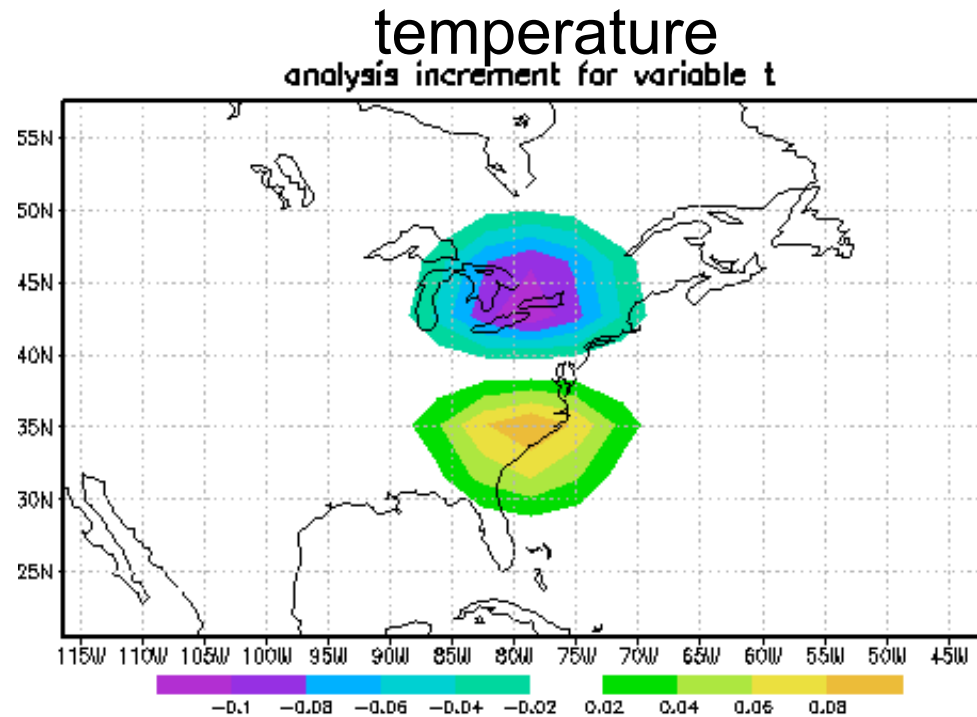 temperature
analysis increment for variable t
55N
50N
45N
40N
35N
30N
25N
115W 110W 105W 100W 95W 90W 85W 80W 75W 70W 65W 60W 55W 50W 45W
−0.1 −0.08 −0.06 −0.04 −0.02 0.02 0.04 0.06 0.08